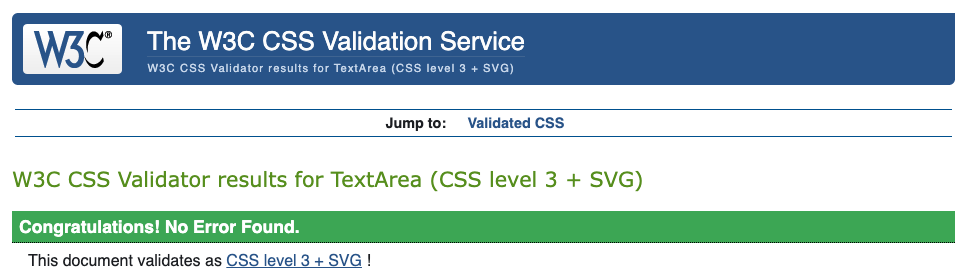 W3C®
The W3C CSS Validation Service
W3C CSS Validator results for TextArea (CSS level 3 + SVG)
Jump to: Validated CSS
W3C CSS Validator results for TextArea (CSS level 3 + SVG)
Congratulations! No Error Found.
This document validates as CSS level 3 + SVG !